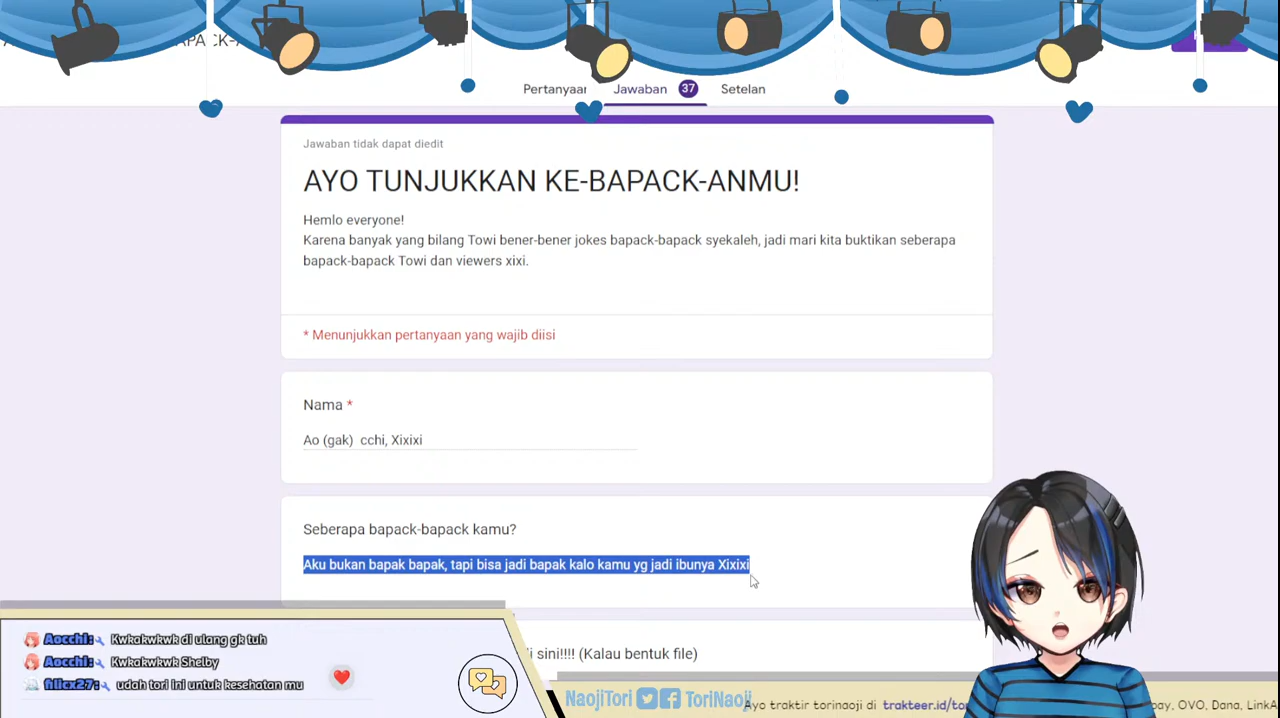 Pertanyaan
Jawaban 37
Setelan
Jawaban tidak dapat diedit
AYO TUNJUKKAN KE-BAPACK-ANMU!
Hemlo everyone!
Karena banyak yang bilang Towi bener-bener jokes bapack-bapack syekaleh, jadi mari kita buktikan seberapa
bapack-bapack Towi dan viewers xixi.
* Menunjukkan pertanyaan yang wajib diisi
Nama *
Ao (gak) cchi, Xixixi
Seberapa bapack-bapack kamu?
Aku bukan bapak bapak, tapi bisa jadi bapak kalo kamu yg jadi ibunya Xixixi
sini!!!! (Kalau bentuk file)
Aocchi: Kwkakwkwk di ulang gk tuh
Aocchi: Kwkakwkwk Shelby
filicx27: udah tori ini untuk kesehatan mu
NaojiTori ToriNaoji
Ayo traktir torinaoji di trakteer.id/to
pay, OVO, Dana, LinkA